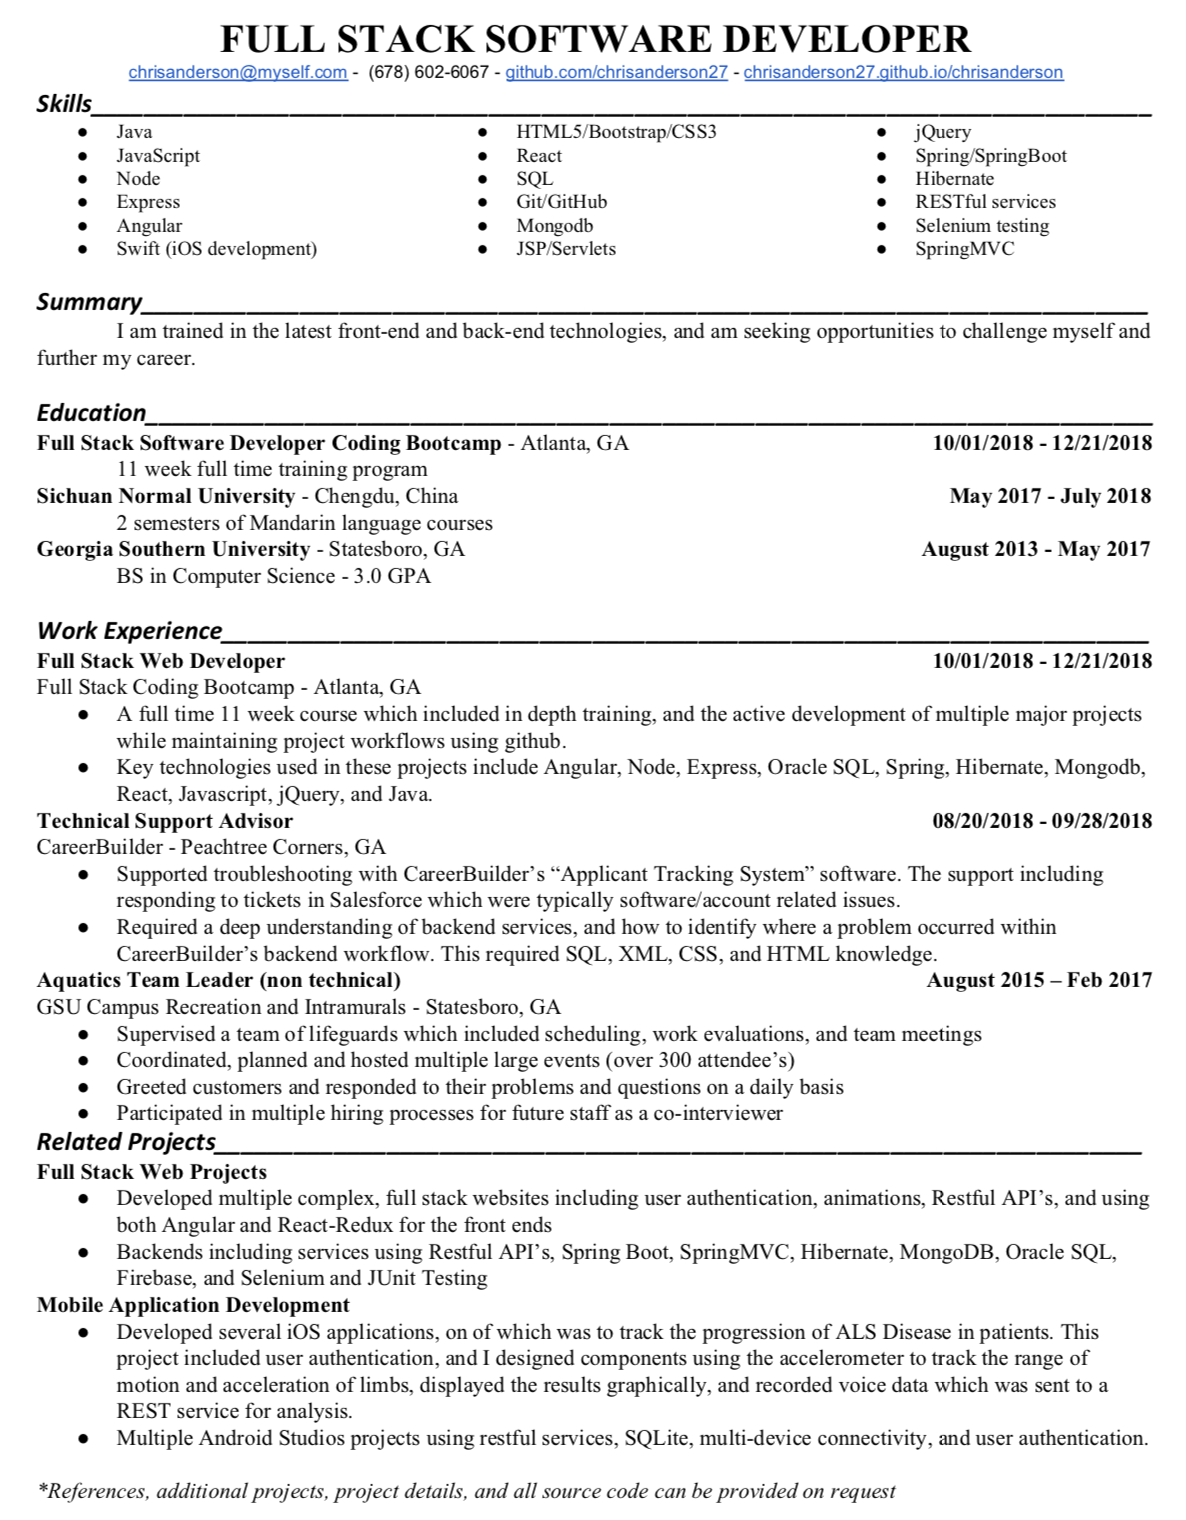 FULL STACK SOFTWARE DEVELOPER
chrisanderson@myself.com - (678) 602-6067 - github.com/chrisanderson27 - chrisanderson27.github.io/chrisanderson
Skills
● Java
● JavaScript
● Node
● Express
● Angular
● Swift (iOS development)
● HTML5/Bootstrap/CSS3
● React
● SQL
● Git/GitHub
● Mongodb
● JSP/Servlets
● jQuery
● Spring/SpringBoot
● Hibernate
● RESTful services
● Selenium testing
● SpringMVC
Summary
I am trained in the latest front-end and back-end technologies, and am seeking opportunities to challenge myself and
further my career.
Education
Full Stack Software Developer Coding Bootcamp - Atlanta, GA 10/01/2018 - 12/21/2018
11 week full time training program
Sichuan Normal University - Chengdu, China May 2017 - July 2018
2 semesters of Mandarin language courses
Georgia Southern University - Statesboro, GA August 2013 - May 2017
BS in Computer Science - 3.0 GPA
Work Experience
Full Stack Web Developer 10/01/2018 - 12/21/2018
Full Stack Coding Bootcamp - Atlanta, GA
● A full time 11 week course which included in depth training, and the active development of multiple major projects
while maintaining project workflows using github.
● Key technologies used in these projects include Angular, Node, Express, Oracle SQL, Spring, Hibernate, Mongodb,
React, Javascript, jQuery, and Java.
Technical Support Advisor 08/20/2018 - 09/28/2018
CareerBuilder - Peachtree Corners, GA
● Supported troubleshooting with CareerBuilder’s “Applicant Tracking System” software. The support including
responding to tickets in Salesforce which were typically software/account related issues.
● Required a deep understanding of backend services, and how to identify where a problem occurred within
CareerBuilder’s backend workflow. This required SQL, XML, CSS, and HTML knowledge.
Aquatics Team Leader (non technical) August 2015 – Feb 2017
GSU Campus Recreation and Intramurals - Statesboro, GA
● Supervised a team of lifeguards which included scheduling, work evaluations, and team meetings
● Coordinated, planned and hosted multiple large events (over 300 attendee’s)
● Greeted customers and responded to their problems and questions on a daily basis
● Participated in multiple hiring processes for future staff as a co-interviewer
Related Projects
Full Stack Web Projects
● Developed multiple complex, full stack websites including user authentication, animations, Restful API’s, and using
both Angular and React-Redux for the front ends
● Backends including services using Restful API’s, Spring Boot, SpringMVC, Hibernate, MongoDB, Oracle SQL,
Firebase, and Selenium and JUnit Testing
Mobile Application Development
● Developed several iOS applications, on of which was to track the progression of ALS Disease in patients. This
project included user authentication, and I designed components using the accelerometer to track the range of
motion and acceleration of limbs, displayed the results graphically, and recorded voice data which was sent to a
REST service for analysis.
● Multiple Android Studios projects using restful services, SQLite, multi-device connectivity, and user authentication.
*References, additional projects, project details, and all source code can be provided on request